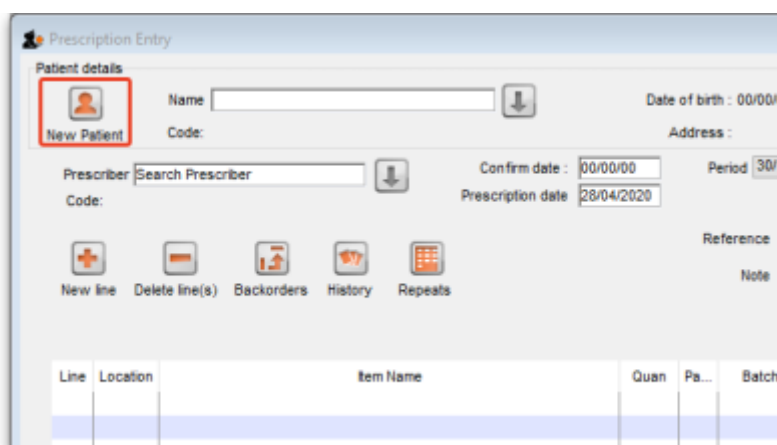 Prescription Entry
Patient details
New Patient
Name
Date of birth : 00/00/
Code:
Address :
Prescriber Search Prescriber
Code:
Confirm date : 00/00/00
Period 30/
Prescription date 28/04/2020
Reference
Note
New line Delete line(s) Backorders History Repeats
Line Location Item Name Quan Pa... Batch